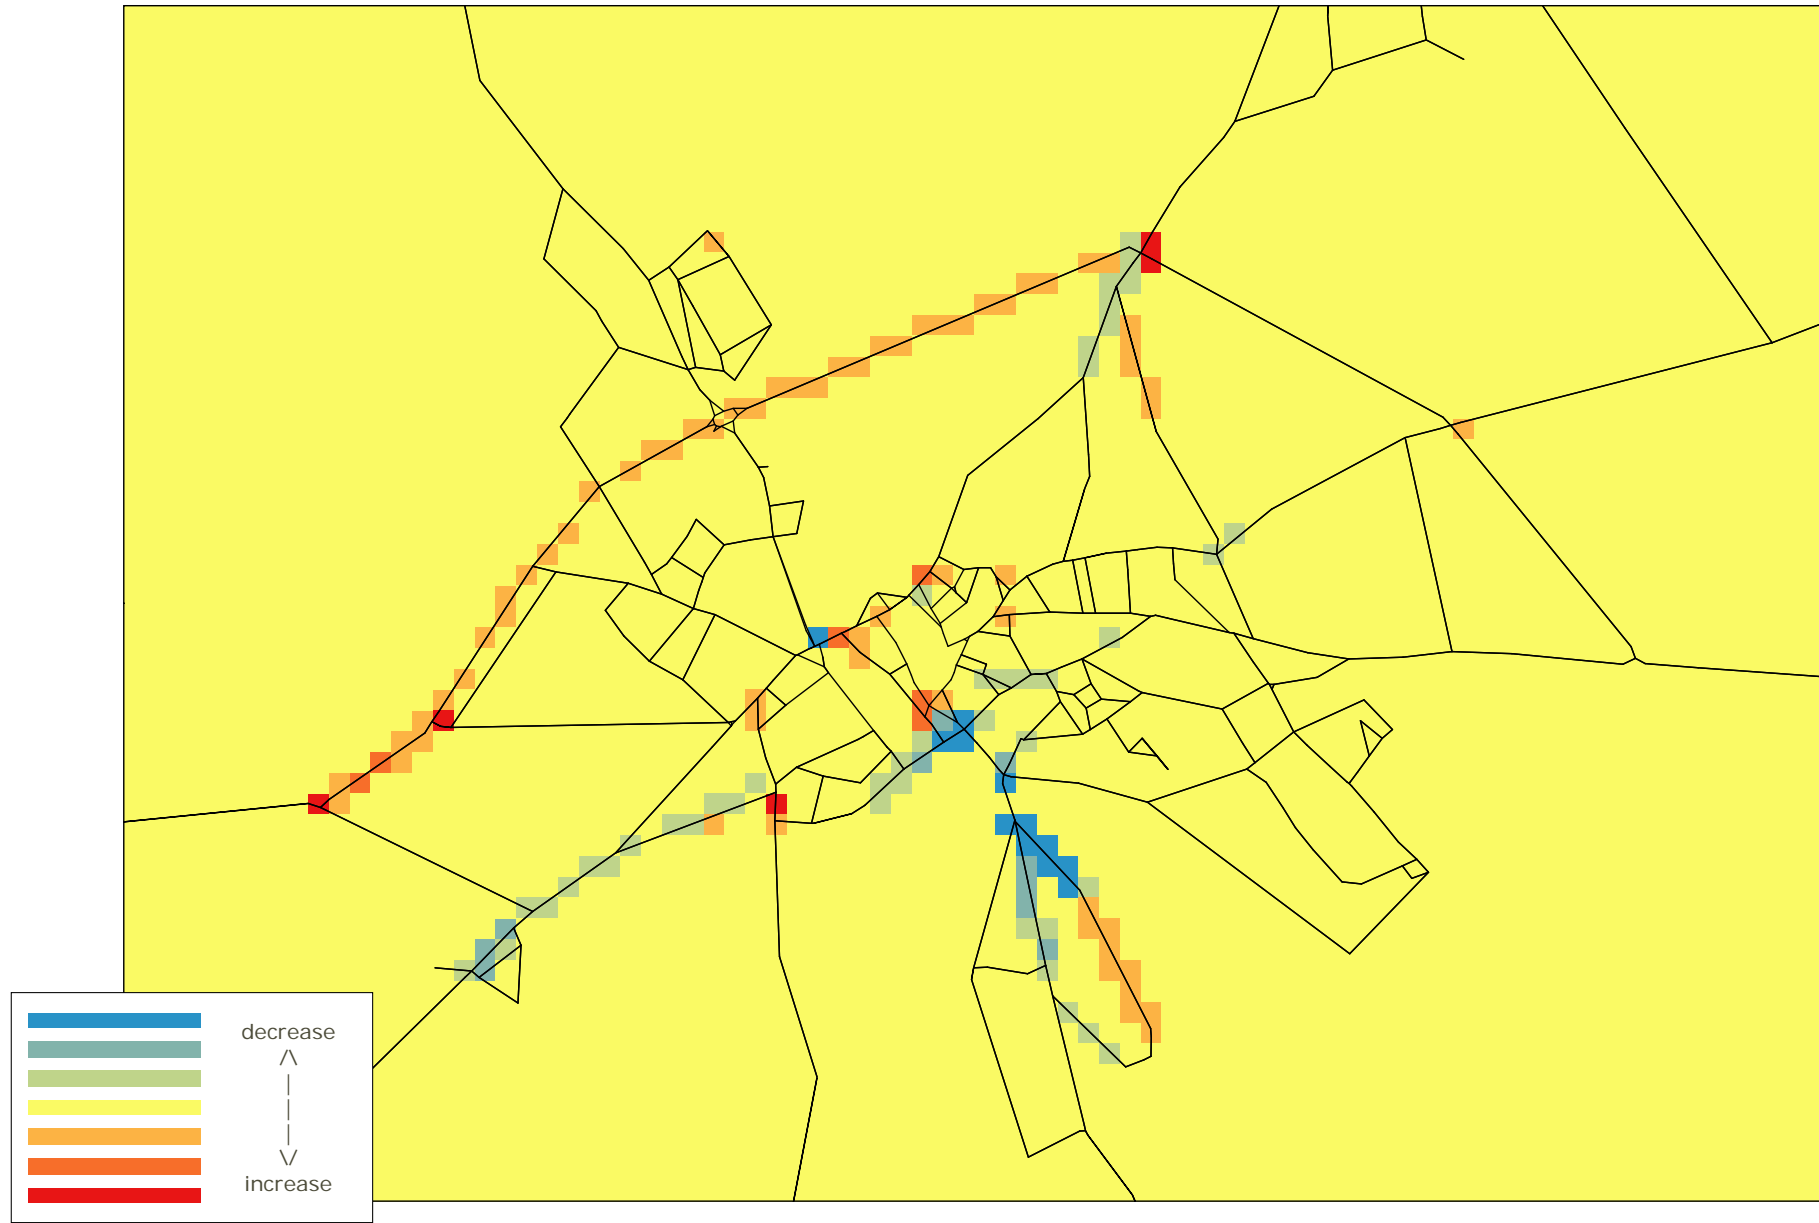 decrease
/\
|
|
|
\/
increase